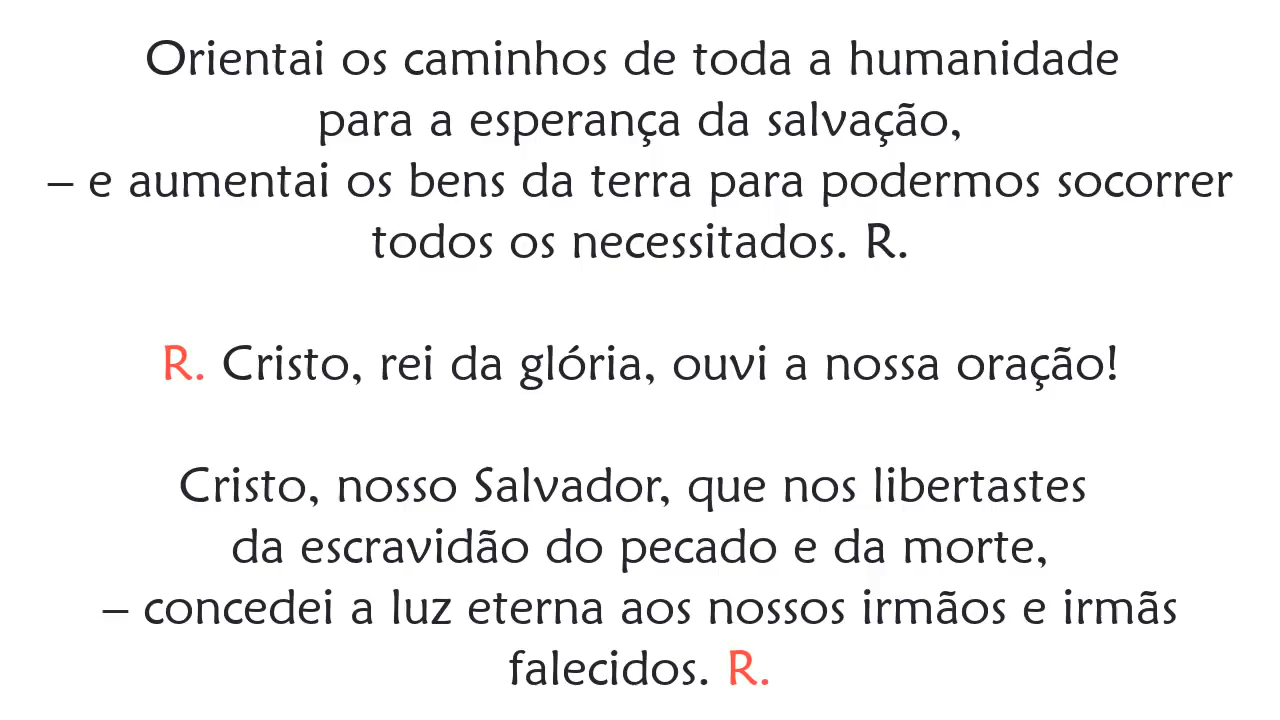 Orientai os caminhos de toda a humanidade
para a esperança da salvação,
– e aumentai os bens da terra para podermos socorrer
todos os necessitados. R.
R. Cristo, rei da glória, ouvi a nossa oração!
Cristo, nosso Salvador, que nos libertastes
da escravidão do pecado e da morte,
– concedei a luz eterna aos nossos irmãos e irmãs
falecidos. R.